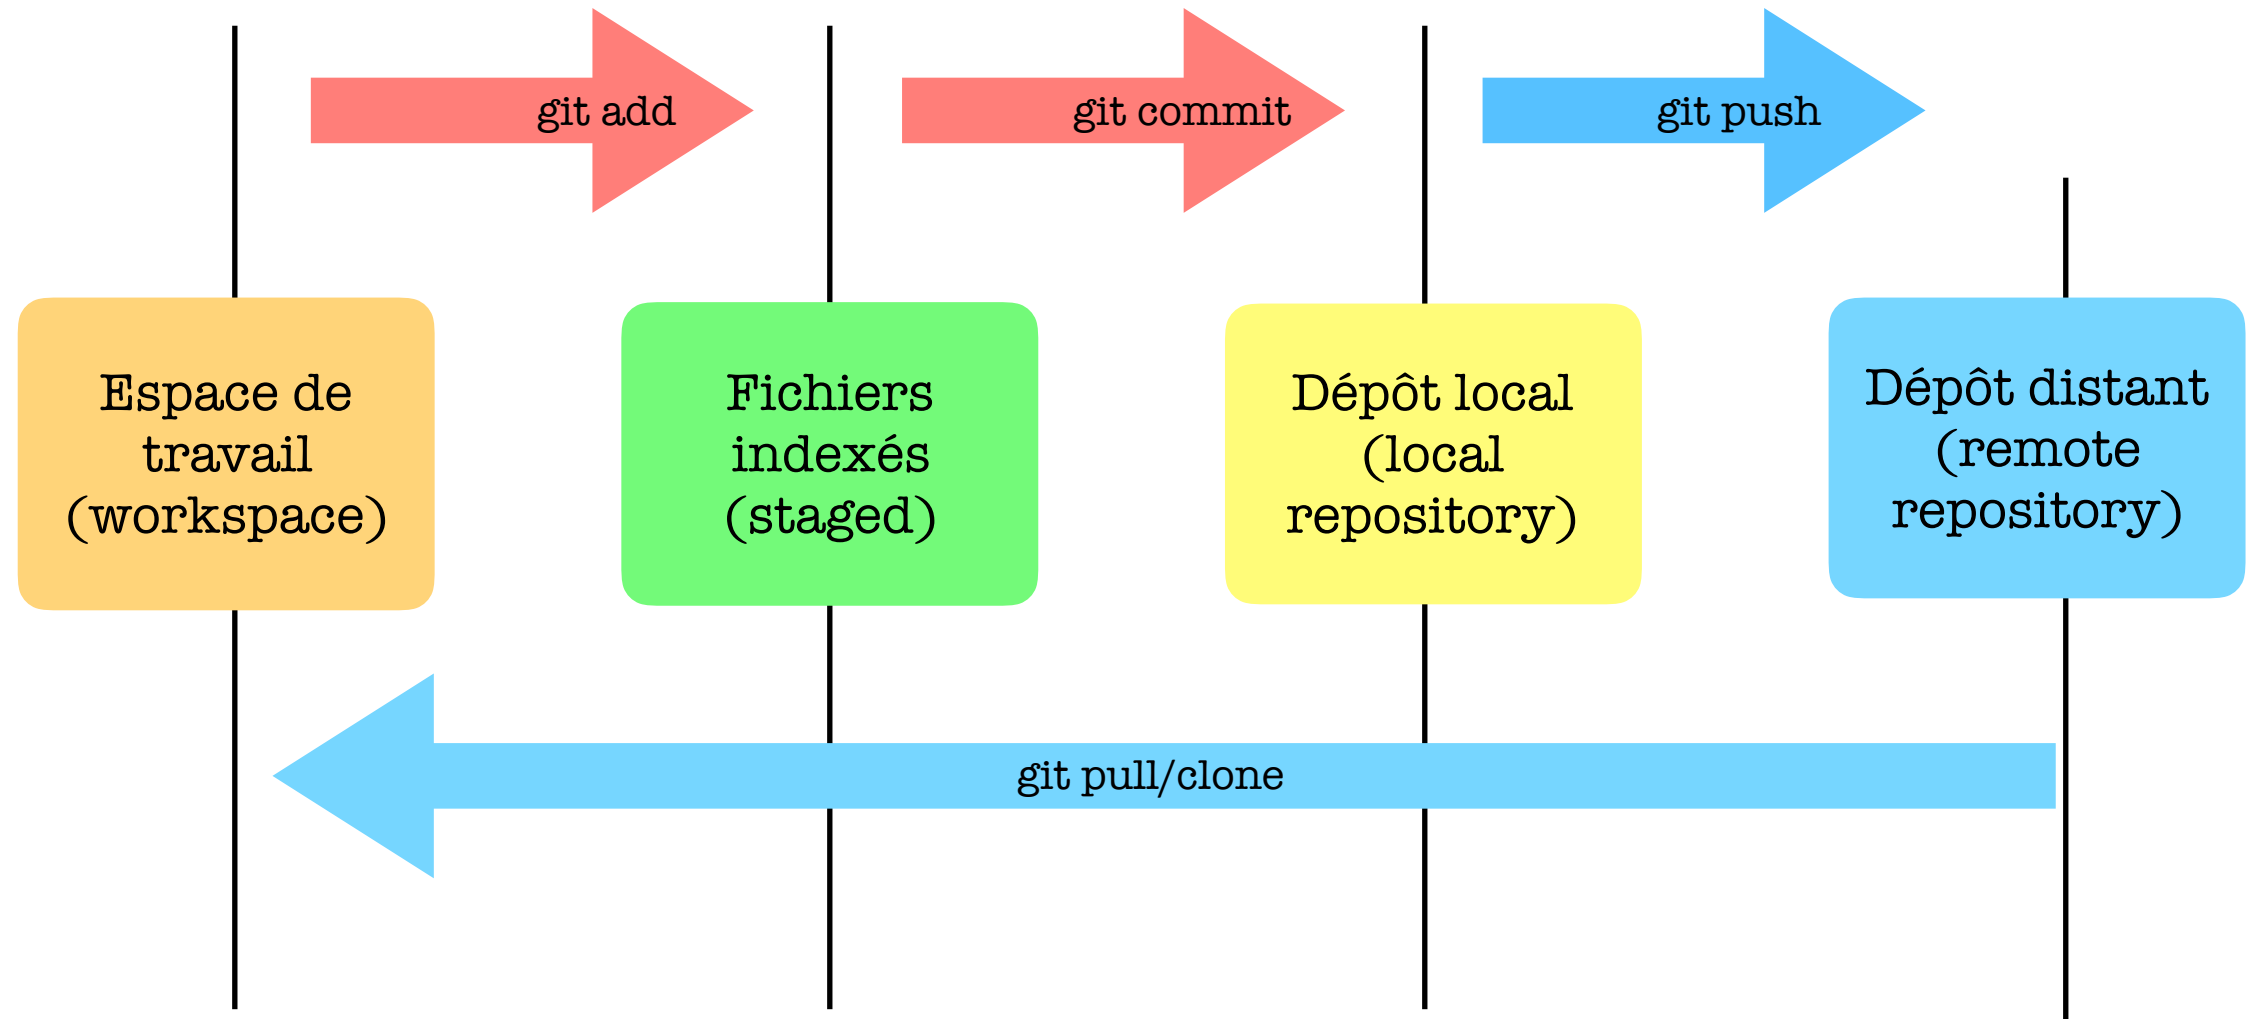 git add
git commit
git push
Espace de
travail
(workspace)
Fichiers
indexés
(staged)
Dépôt local
(local
repository)
Dépôt distant
(remote
repository)
git pull/clone